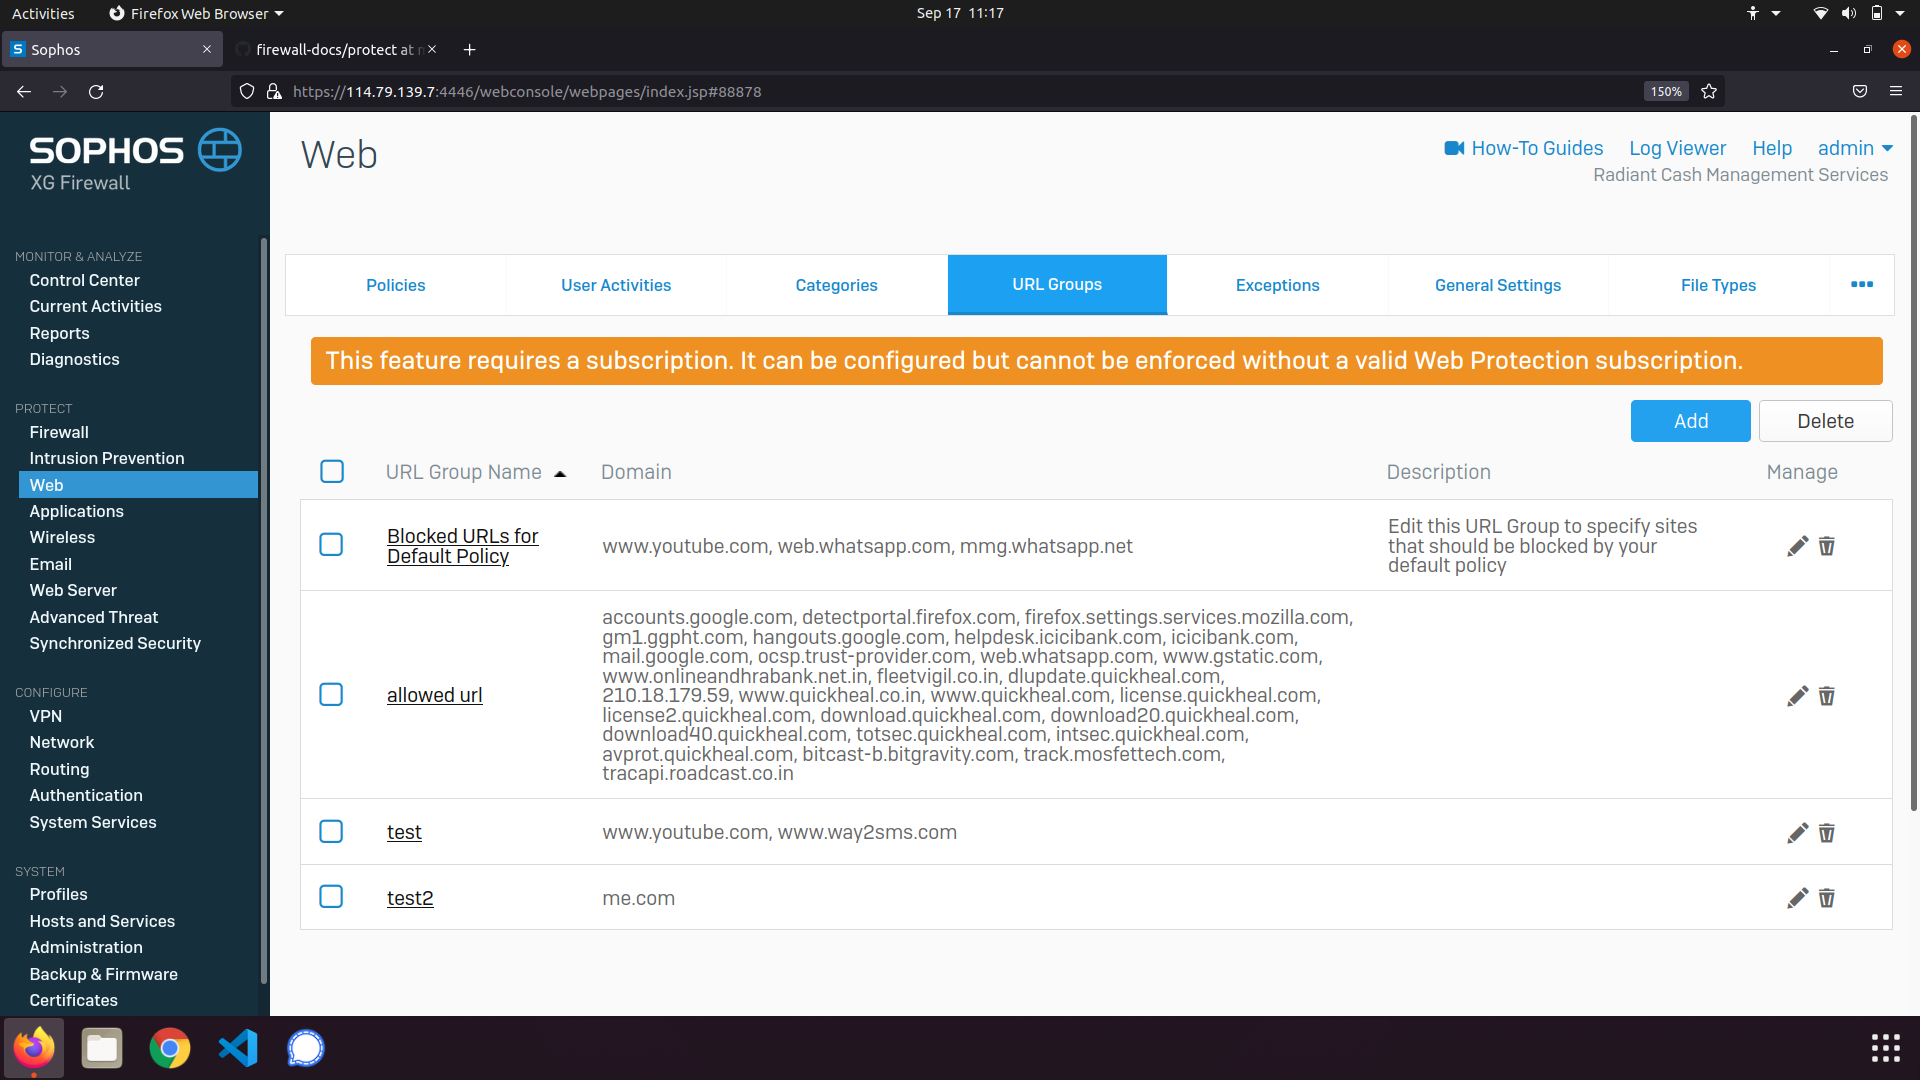 Activities
Firefox Web Browser
Sep 17 11:17
Sophos
firewall-docs/protect at
https://114.79.139.7:4446/webconsole/webpages/index.jsp#88878
150%
SOPHOS
XG Firewall
Web
How-To Guides
Log Viewer
Help
admin
Radiant Cash Management Services
MONITOR & ANALYZE
Control Center
Current Activities
Reports
Diagnostics
PROTECT
Firewall
Intrusion Prevention
Web
Applications
Wireless
Email
Web Server
Advanced Threat
Synchronized Security
CONFIGURE
VPN
Network
Routing
Authentication
System Services
SYSTEM
Profiles
Hosts and Services
Administration
Backup & Firmware
Certificates
Policies
User Activities
Categories
URL Groups
Exceptions
General Settings
File Types
This feature requires a subscription. It can be configured but cannot be enforced without a valid Web Protection subscription.
Add
Delete
URL Group Name
Domain
Description
Manage
Blocked URLs for
Default Policy
www.youtube.com, web.whatsapp.com, mmg.whatsapp.net
Edit this URL Group to specify sites
that should be blocked by your
default policy
allowed url
accounts.google.com, detectportal.firefox.com, firefox.settings.services.mozilla.com,
gm1.ggpht.com, hangouts.google.com, helpdesk.icicibank.com, icicibank.com,
mail.google.com, ocsp.trust-provider.com, web.whatsapp.com, www.gstatic.com,
www.onlineandhrabank.net.in, fleetvigil.co.in, dlupdate.quickheal.com,
210.18.179.59, www.quickheal.co.in, www.quickheal.com, license.quickheal.com,
license2.quickheal.com, download.quickheal.com, download20.quickheal.com,
download40.quickheal.com, totsec.quickheal.com, intsec.quickheal.com,
avprot.quickheal.com, bitcast-b.bitgravity.com, track.mosfettech.com,
tracapi.roadcast.co.in
test
www.youtube.com, www.way2sms.com
test2
me.com